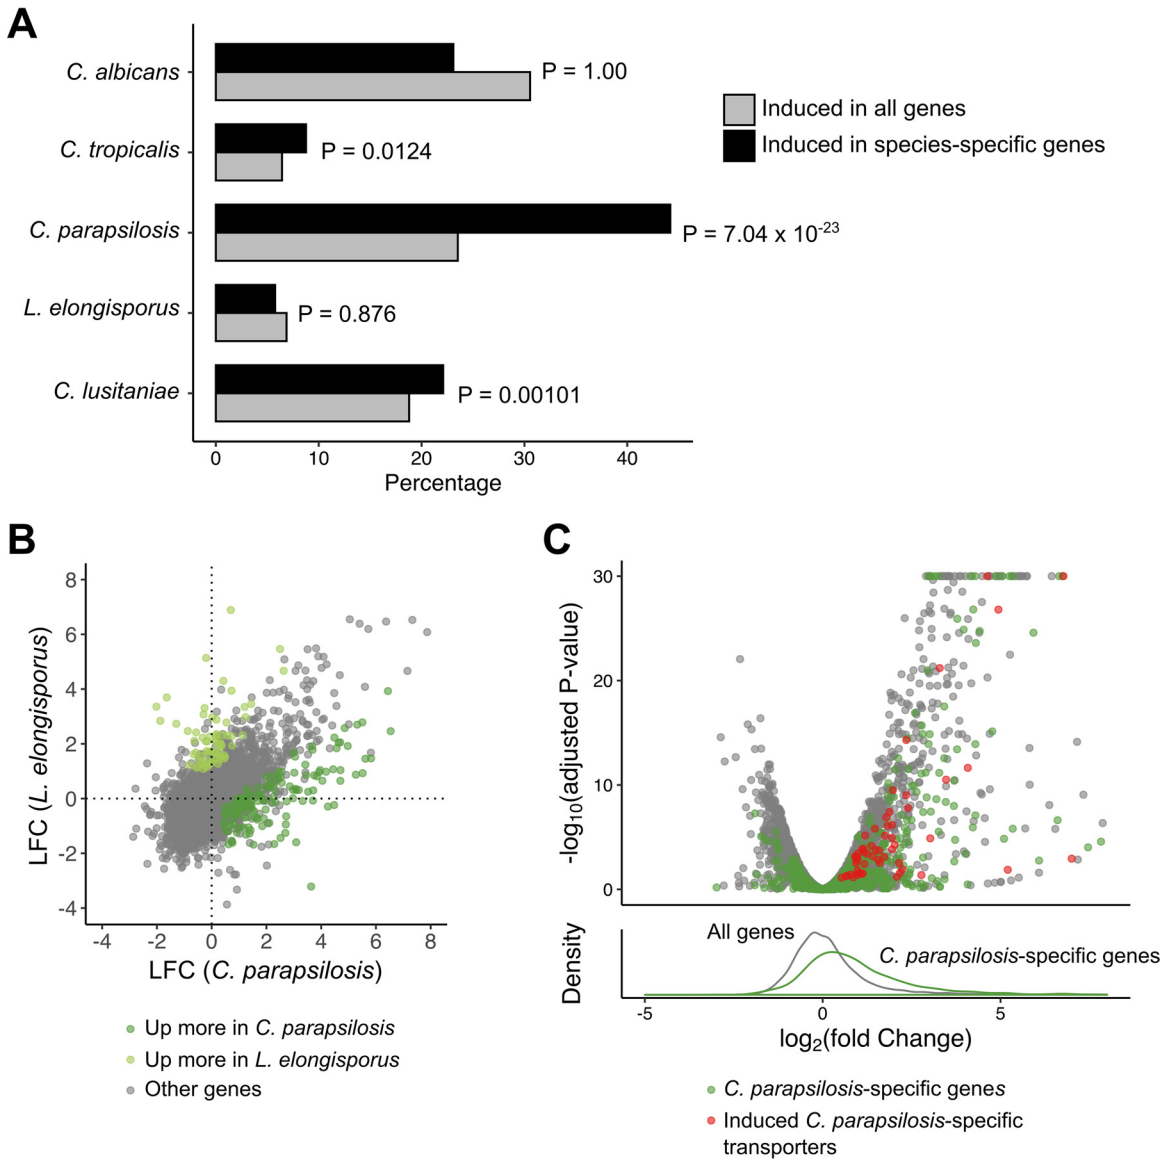 A
C. albicans
P = 1.00
C. tropicalis
P = 0.0124
C. parapsilosis
P = 7.04 x 10⁻²³
L. elongisporus
P = 0.876
C. lusitaniae
P = 0.00101
0 10 20 30 40
Percentage
Induced in all genes
Induced in species-specific genes
B
LFC (L. elongisporus)
8
6
4
2
0
-2
-4
-4 -2 0 2 4 6 8
LFC (C. parapsilosis)
Up more in C. parapsilosis
Up more in L. elongisporus
Other genes
C
-log₁₀(adjusted P-value)
30
20
10
0
Density
All genes
C. parapsilosis-specific genes
-5 0 5
log₂(fold Change)
C. parapsilosis-specific genes
Induced C. parapsilosis-specific
transporters